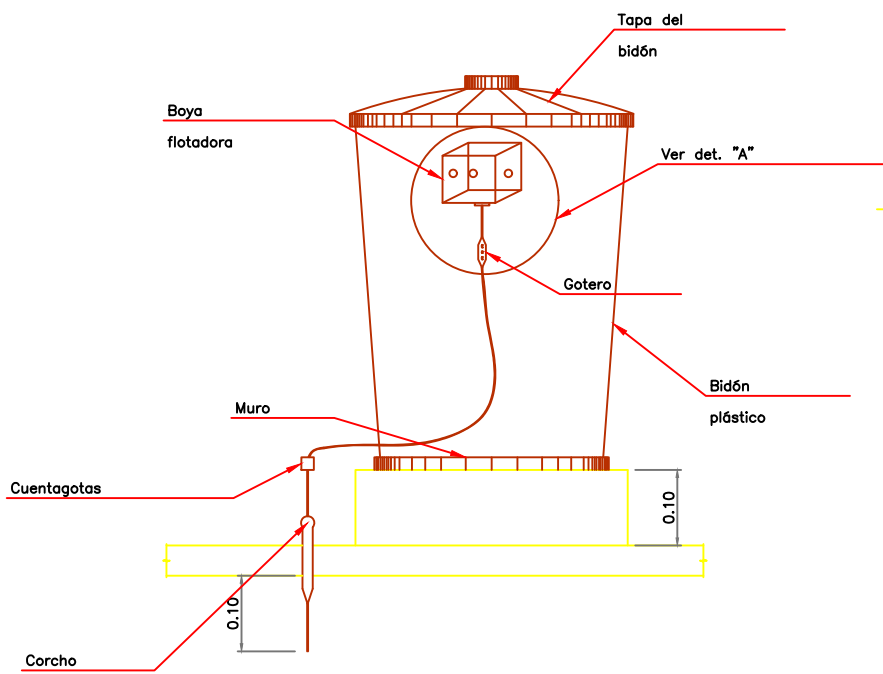 Tapa del
bidón
Boya
flotadora
Ver det. "A"
Gotero
Bidón
plástico
Muro
Cuentagotas
0.10
0.10
Corcho